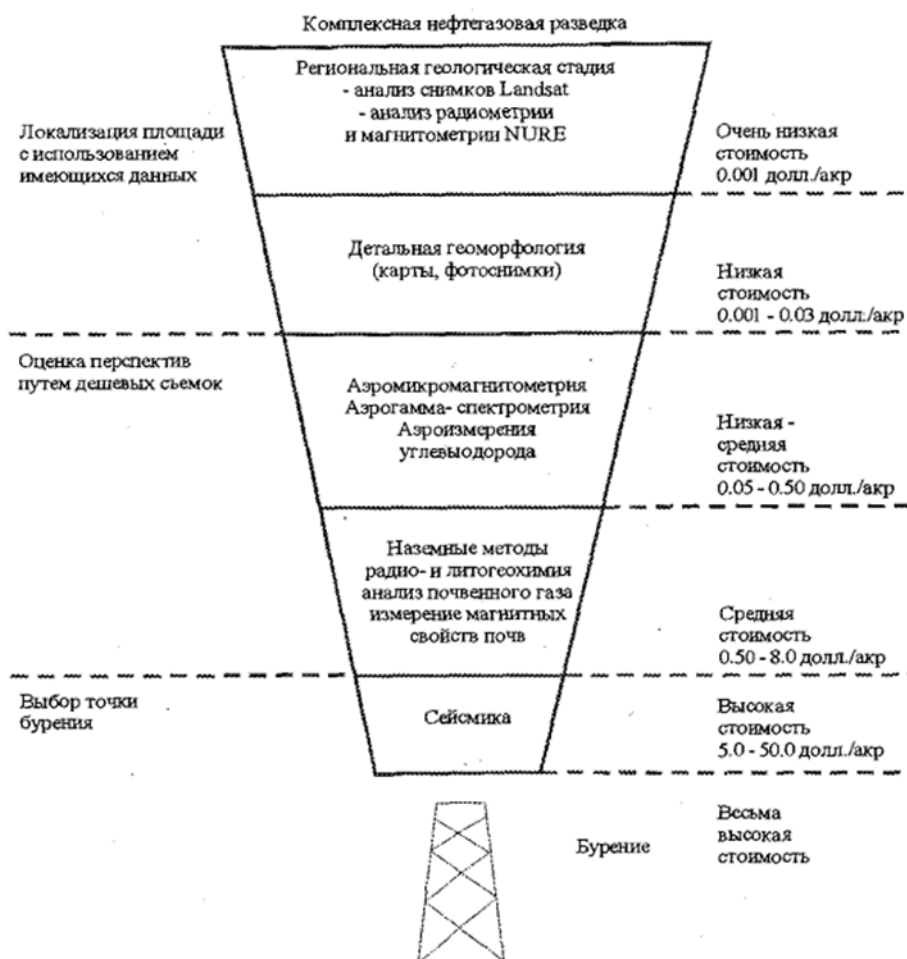 Комплексная нефтегазовая разведка
Региональная геологическая стадия
- анализ снимков Landsat
- анализ радиометрии
и магнитометрии NURE
Локализация площади
с использованием
имеющихся данных
Очень низкая
стоимость
0.001 долл./акр
Детальная геоморфология
(карты, фотоснимки)
Низкая
стоимость
0.001 - 0.03 долл./акр
Оценка перспектив
путем дешевых съемок
Аэромикромагнитометрия
Аэрогамма- спектрометрия
Аэроизмерения
углевыодорода
Низкая -
средняя
стоимость
0.05 - 0.50 долл./акр
Наземные методы
радио- и литогеохимия
анализ почвенного газа
измерение магнитных
свойств почв
Средняя
стоимость
0.50 - 8.0 долл./акр
Выбор точки
бурения
Сейсмика
Высокая
стоимость
5.0 - 50.0 долл./акр
Бурение
Весьма
высокая
стоимость